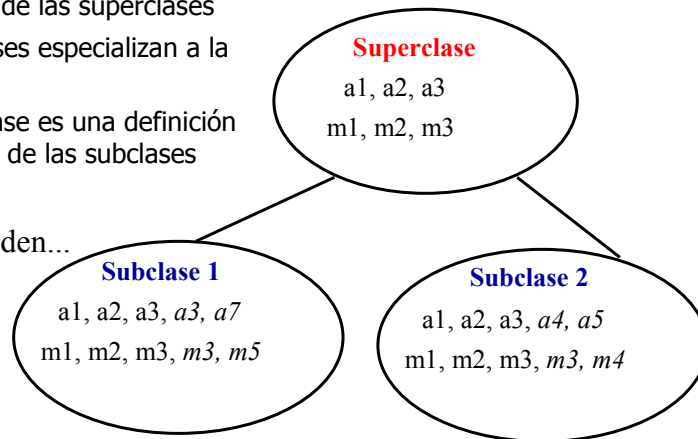 de las superclases
ses especializan a la
ase es una definición
de las subclases
den...
Superclase
a1, a2, a3
m1, m2, m3
Subclase 1
a1, a2, a3, a3, a7
m1, m2, m3, m3, m5
Subclase 2
a1, a2, a3, a4, a5
m1, m2, m3, m3, m4